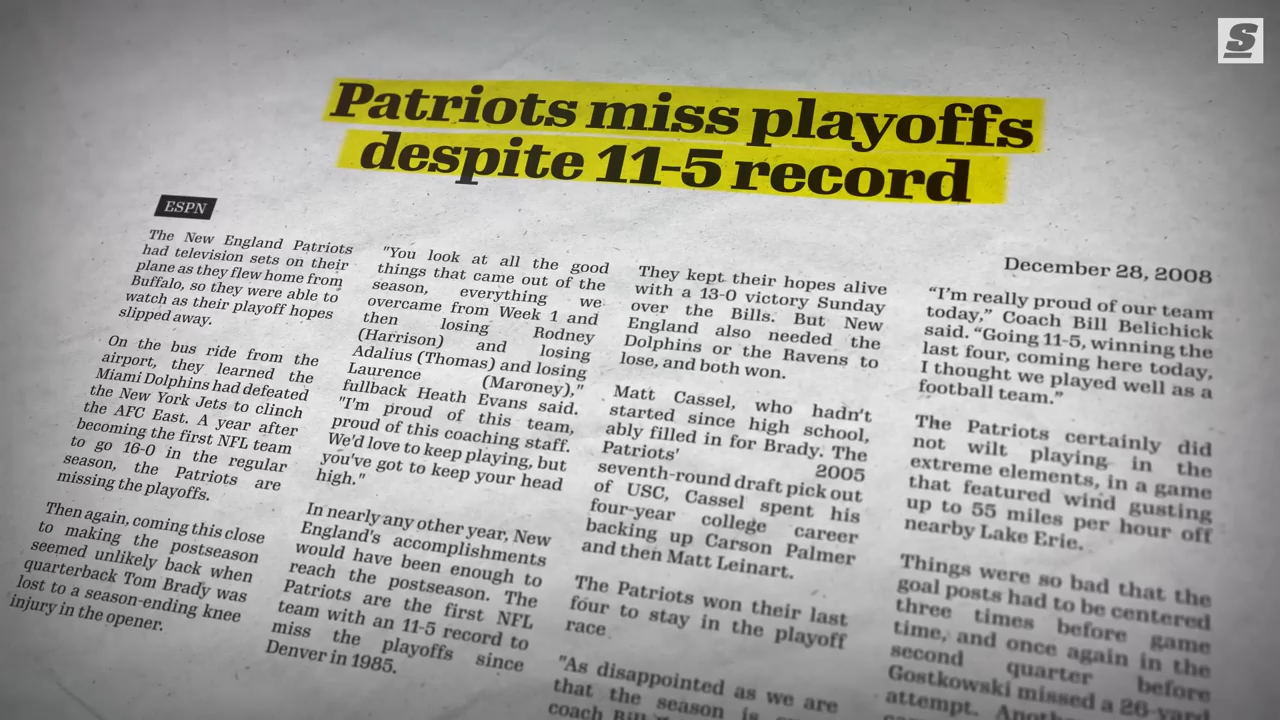 S
Patriots miss playoffs
despite 11-5 record
ESPN
December 28, 2008
The New England Patriots
had television sets on their
plane as they flew home from
Buffalo, so they were able to
watch as their playoff hopes
slipped away.
On the bus ride from the
airport, they learned the
Miami Dolphins had defeated
the New York Jets to clinch
the AFC East. A year after
becoming the first NFL team
to go 16-0 in the regular
season, the Patriots are
missing the playoffs.
Then again, coming this close
to making the postseason
seemed unlikely back when
quarterback Tom Brady was
lost to a season-ending knee
injury in the opener.
"You look at all the good
things that came out of the
season, everything we
overcame from Week 1 and
then losing Rodney
(Harrison) and losing
Adalius (Thomas) and losing
Laurence (Maroney),"
fullback Heath Evans said.
"I'm proud of this team,
proud of this coaching staff.
We'd love to keep playing, but
you've got to keep your head
high."
In nearly any other year, New
England's accomplishments
would have been enough to
reach the postseason. The
Patriots are the first NFL
team with an 11-5 record to
miss the playoffs since
Denver in 1985.
They kept their hopes alive
with a 13-0 victory Sunday
over the Bills. But New
England also needed the
Dolphins or the Ravens to
lose, and both won.
Matt Cassel, who hadn't
started since high school,
ably filled in for Brady. The
Patriots' 2005
seventh-round draft pick out
of USC, Cassel spent his
four-year college career
backing up Carson Palmer
and then Matt Leinart.
The Patriots won their last
four to stay in the playoff
race.
"As disappointed as we are
that the season is
coach Bill
“I'm really proud of our team
today,” Coach Bill Belichick
said. “Going 11-5, winning the
last four, coming here today,
I thought we played well as a
football team.”
The Patriots certainly did
not wilt playing in the
extreme elements, in a game
that featured wind gusting
up to 55 miles per hour off
nearby Lake Erie.
Things were so bad that the
goal posts had to be centered
three times before game
time, and once again in the
second quarter before
Gostkowski missed a 26-yard
attempt.